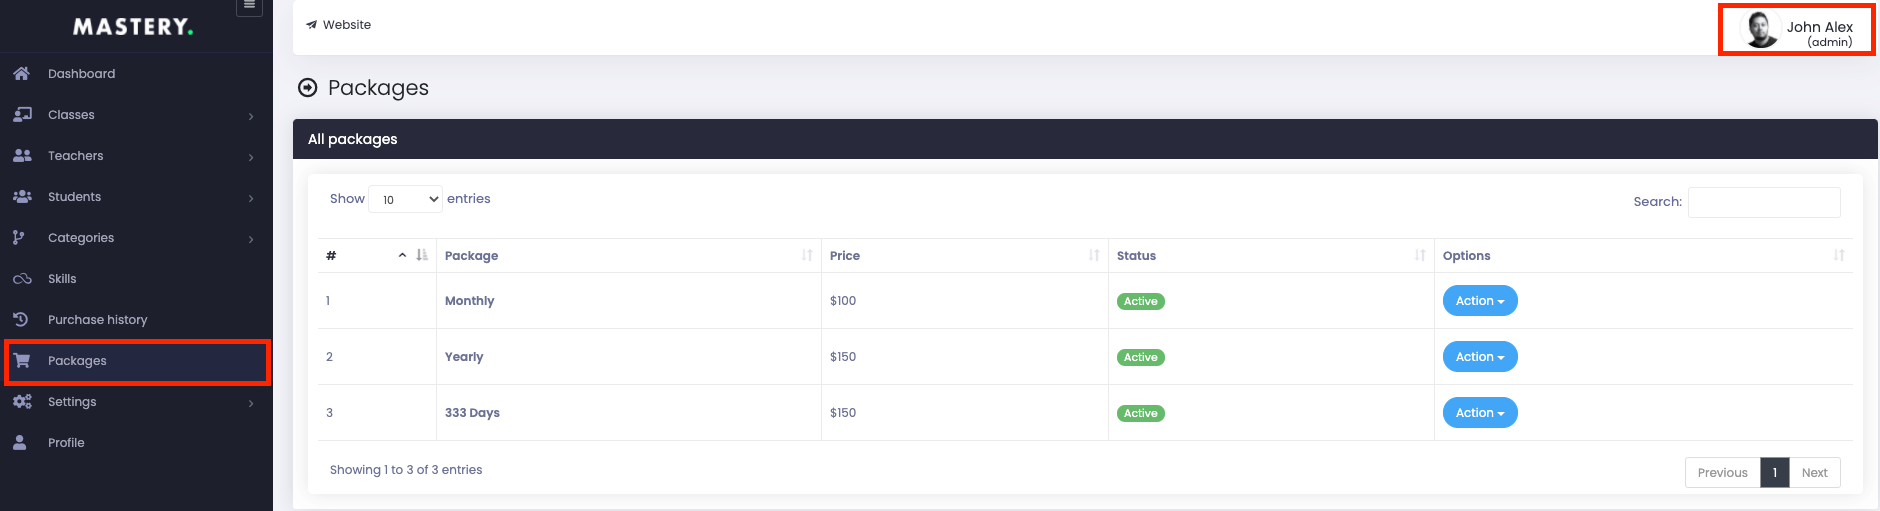 MASTERY.
Website
John Alex
(admin)
Dashboard
Classes
Teachers
Students
Categories
Skills
Purchase history
Packages
Settings
Profile
Packages
All packages
Show 10 entries
Search:
# Package Price Status Options
1 Monthly $100 Active Action
2 Yearly $150 Active Action
3 333 Days $150 Active Action
Showing 1 to 3 of 3 entries
Previous 1 Next